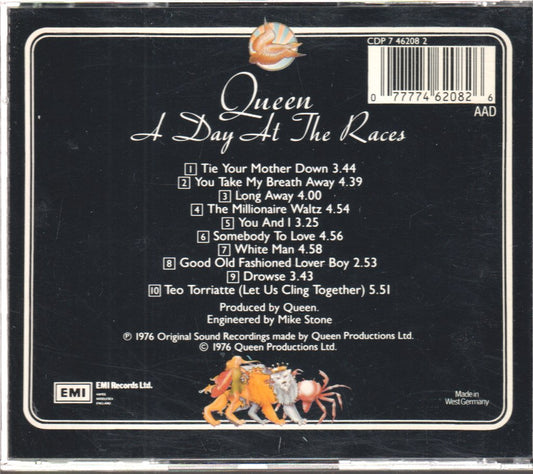 CDP 7 46208 2
0 77774 62082 6
AAD
Queen
A Day At The Races
1 Tie Your Mother Down 3.44
2 You Take My Breath Away 4.39
3 Long Away 4.00
4 The Millionaire Waltz 4.54
5 You And I 3.25
6 Somebody To Love 4.56
7 White Man 4.58
8 Good Old Fashioned Lover Boy 2.53
9 Drowse 3.43
10 Teo Torriatte (Let Us Cling Together) 5.51
Produced by Queen.
Engineered by Mike Stone
℗ 1976 Original Sound Recordings made by Queen Productions Ltd.
© 1976 Queen Productions Ltd.
EMI
EMI Records Ltd.
ENGLAND
Made in
West Germany